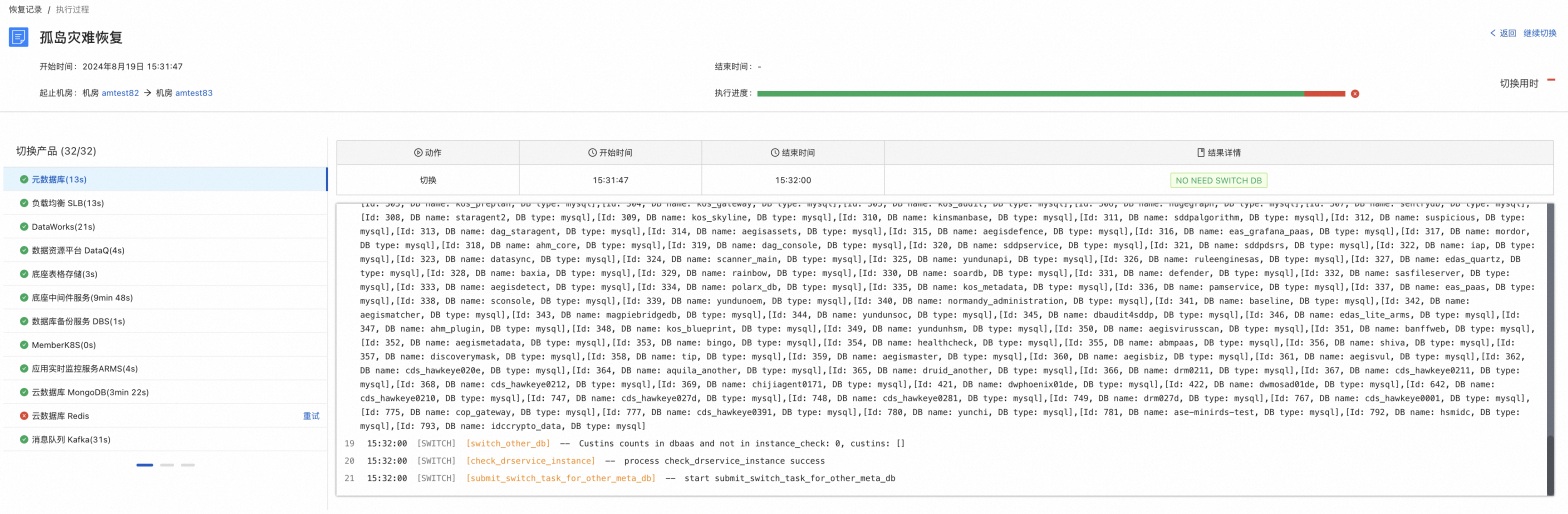 恢复记录 / 执行过程
孤岛灾难恢复
< 返回 继续切换
开始时间： 2024年8月19日 15:31:47
结束时间： -
起止机房： 机房 amtest82 → 机房 amtest83
执行进度：
切换用时
切换产品 (32/32)
元数据库(13s)
负载均衡 SLB(13s)
DataWorks(21s)
数据资源平台 DataQ(4s)
底座表格存储(3s)
底座中间件服务(9min 48s)
数据库备份服务 DBS(1s)
MemberK8S(0s)
应用实时监控服务ARMS(4s)
云数据库 MongoDB(3min 22s)
云数据库 Redis 重试
消息队列 Kafka(31s)
动作 开始时间 结束时间 结果详情
切换 15:31:47 15:32:00 NO NEED SWITCH DB
[Id: 303, DB name: kos_preplan, DB type: mysql],[Id: 304, DB name: kos_gateway, DB type: mysql],[Id: 305, DB name: kos_audit, DB type: mysql],[Id: 306, DB name: hugegraph, DB type: mysql],[Id: 307, DB name: sentrydb, DB type: mysql],
[Id: 308, DB name: staragent2, DB type: mysql],[Id: 309, DB name: kos_skyline, DB type: mysql],[Id: 310, DB name: kinsmanbase, DB type: mysql],[Id: 311, DB name: sddpalgorithm, DB type: mysql],[Id: 312, DB name: suspicious, DB type:
mysql],[Id: 313, DB name: dag_staragent, DB type: mysql],[Id: 314, DB name: aegisassets, DB type: mysql],[Id: 315, DB name: aegisdefence, DB type: mysql],[Id: 316, DB name: eas_grafana_paas, DB type: mysql],[Id: 317, DB name: mordor,
DB type: mysql],[Id: 318, DB name: ahm_core, DB type: mysql],[Id: 319, DB name: dag_console, DB type: mysql],[Id: 320, DB name: sddpservice, DB type: mysql],[Id: 321, DB name: sddpdsrs, DB type: mysql],[Id: 322, DB name: iap, DB type:
mysql],[Id: 323, DB name: datasync, DB type: mysql],[Id: 324, DB name: scanner_main, DB type: mysql],[Id: 325, DB name: yundunapi, DB type: mysql],[Id: 326, DB name: ruleenginesas, DB type: mysql],[Id: 327, DB name: edas_quartz, DB
type: mysql],[Id: 328, DB name: baxia, DB type: mysql],[Id: 329, DB name: rainbow, DB type: mysql],[Id: 330, DB name: soardb, DB type: mysql],[Id: 331, DB name: defender, DB type: mysql],[Id: 332, DB name: sasfileserver, DB type:
mysql],[Id: 333, DB name: aegisdetect, DB type: mysql],[Id: 334, DB name: polarx_db, DB type: mysql],[Id: 335, DB name: kos_metadata, DB type: mysql],[Id: 336, DB name: pamservice, DB type: mysql],[Id: 337, DB name: eas_paas, DB type:
mysql],[Id: 338, DB name: sconsole, DB type: mysql],[Id: 339, DB name: yundunoem, DB type: mysql],[Id: 340, DB name: normandy_administration, DB type: mysql],[Id: 341, DB name: baseline, DB type: mysql],[Id: 342, DB name:
aegismatcher, DB type: mysql],[Id: 343, DB name: magpiebridgedb, DB type: mysql],[Id: 344, DB name: yundunsoc, DB type: mysql],[Id: 345, DB name: dbaudit4sddp, DB type: mysql],[Id: 346, DB name: edas_lite_arms, DB type: mysql],[Id:
347, DB name: ahm_plugin, DB type: mysql],[Id: 348, DB name: kos_blueprint, DB type: mysql],[Id: 349, DB name: yundunhsm, DB type: mysql],[Id: 350, DB name: aegisvirusscan, DB type: mysql],[Id: 351, DB name: banffweb, DB type: mysql],
[Id: 352, DB name: aegismetadata, DB type: mysql],[Id: 353, DB name: bingo, DB type: mysql],[Id: 354, DB name: healthcheck, DB type: mysql],[Id: 355, DB name: abmpaas, DB type: mysql],[Id: 356, DB name: shiva, DB type: mysql],[Id:
357, DB name: discoverymask, DB type: mysql],[Id: 358, DB name: tip, DB type: mysql],[Id: 359, DB name: aegismaster, DB type: mysql],[Id: 360, DB name: aegisbiz, DB type: mysql],[Id: 361, DB name: aegisvul, DB type: mysql],[Id: 362,
DB name: cds_hawkeye020e, DB type: mysql],[Id: 364, DB name: aquila_another, DB type: mysql],[Id: 365, DB name: druid_another, DB type: mysql],[Id: 366, DB name: drm0211, DB type: mysql],[Id: 367, DB name: cds_hawkeye0211, DB type:
mysql],[Id: 368, DB name: cds_hawkeye0212, DB type: mysql],[Id: 369, DB name: chijiagent0171, DB type: mysql],[Id: 421, DB name: dwphoenix01de, DB type: mysql],[Id: 422, DB name: dwmosad01de, DB type: mysql],[Id: 642, DB name:
cds_hawkeye0210, DB type: mysql],[Id: 747, DB name: cds_hawkeye027d, DB type: mysql],[Id: 748, DB name: cds_hawkeye0281, DB type: mysql],[Id: 749, DB name: drm027d, DB type: mysql],[Id: 767, DB name: cds_hawkeye0001, DB type: mysql],
[Id: 775, DB name: cop_gateway, DB type: mysql],[Id: 777, DB name: cds_hawkeye0391, DB type: mysql],[Id: 780, DB name: yunchi, DB type: mysql],[Id: 781, DB name: ase-minirds-test, DB type: mysql],[Id: 792, DB name: hsmidc, DB type:
mysql],[Id: 793, DB name: idccrypto_data, DB type: mysql]
19 15:32:00 [SWITCH] [switch_other_db] -- Custins counts in dbaas and not in instance_check: 0, custins: []
20 15:32:00 [SWITCH] [check_drservice_instance] -- process check_drservice_instance success
21 15:32:00 [SWITCH] [submit_switch_task_for_other_meta_db] -- start submit_switch_task_for_other_meta_db